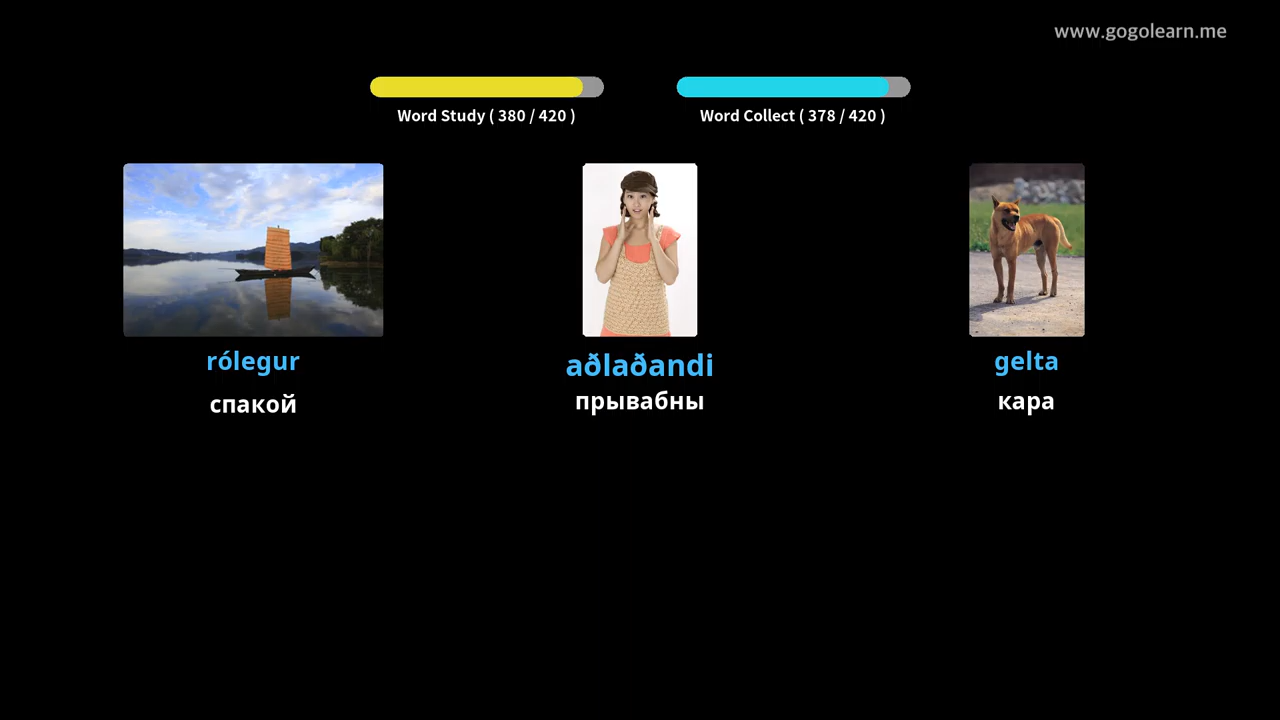 www.gogolearn.me
Word Study ( 380 / 420 )
Word Collect ( 378 / 420 )
rólegur
спакой
aðlaðandi
прывабны
gelta
кара